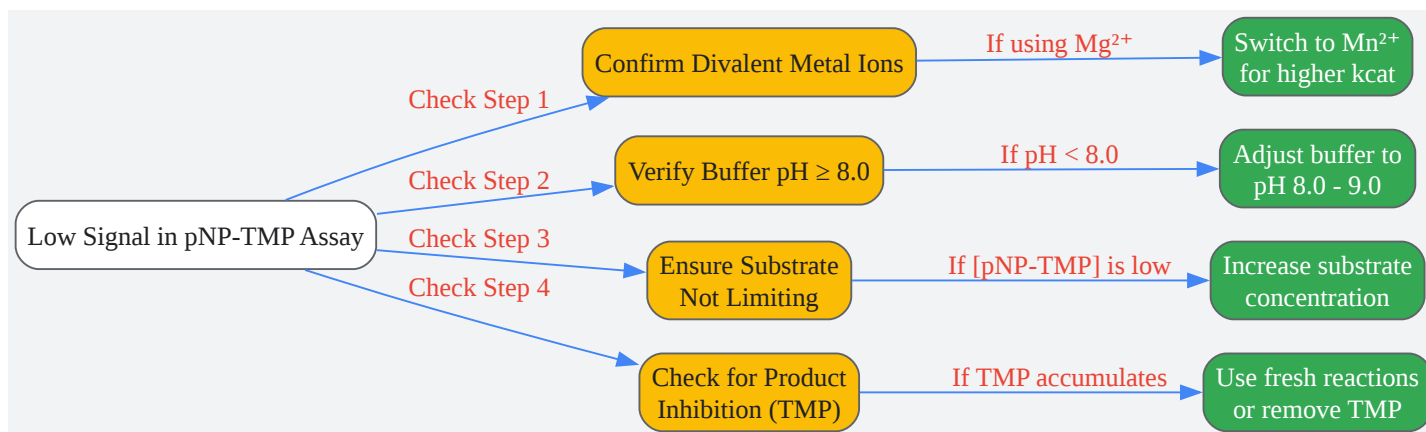 Low Signal in pNP-TMP Assay
Check Step 1
Confirm Divalent Metal Ions
If using Mg²⁺
Switch to Mn²⁺
for higher kcat
Check Step 2
Verify Buffer pH ≥ 8.0
If pH < 8.0
Adjust buffer to
pH 8.0 - 9.0
Check Step 3
Ensure Substrate
Not Limiting
If [pNP-TMP] is low
Increase substrate
concentration
Check Step 4
Check for Product
Inhibition (TMP)
If TMP accumulates
Use fresh reactions
or remove TMP